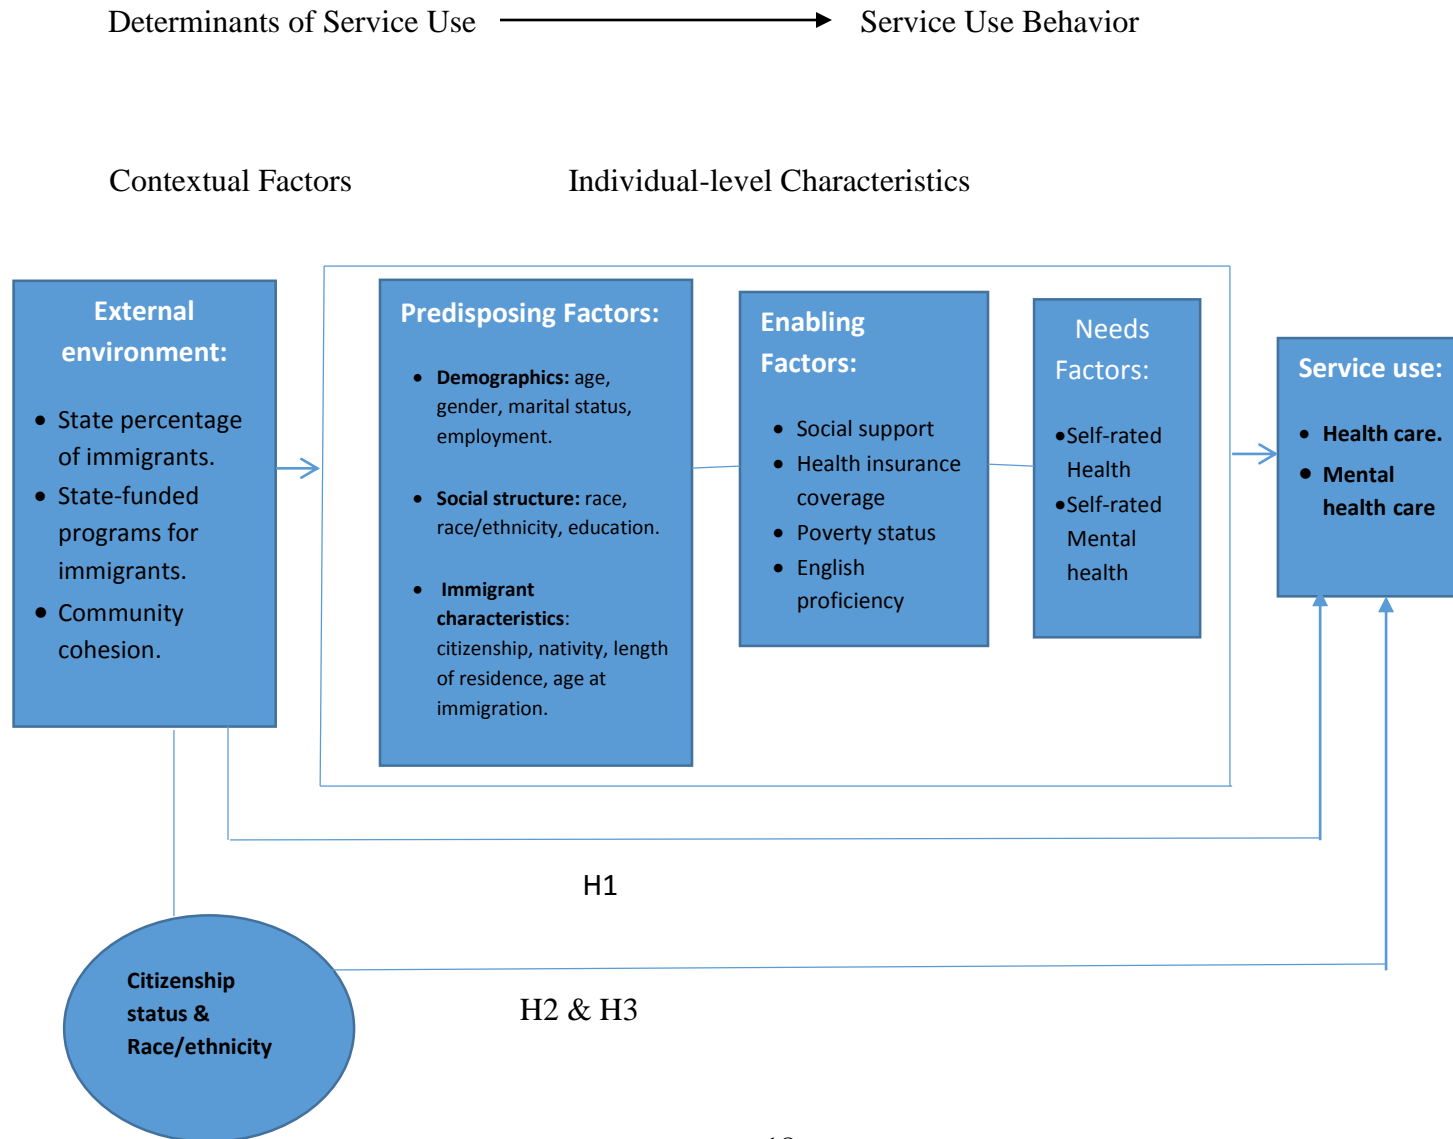 Determinants of Service Use
Service Use Behavior
Contextual Factors
Individual-level Characteristics
External
environment:
• State percentage
of immigrants.
• State-funded
programs for
immigrants.
• Community
cohesion.
Predisposing Factors:
• Demographics: age,
gender, marital status,
employment.
• Social structure: race,
race/ethnicity, education.
• Immigrant
characteristics:
citizenship, nativity, length
of residence, age at
immigration.
Enabling
Factors:
• Social support
• Health insurance
coverage
• Poverty status
• English
proficiency
Needs
Factors:
•Self-rated
Health
•Self-rated
Mental
health
Service use:
• Health care.
• Mental
health care
H1
Citizenship
status &
Race/ethnicity
H2 & H3